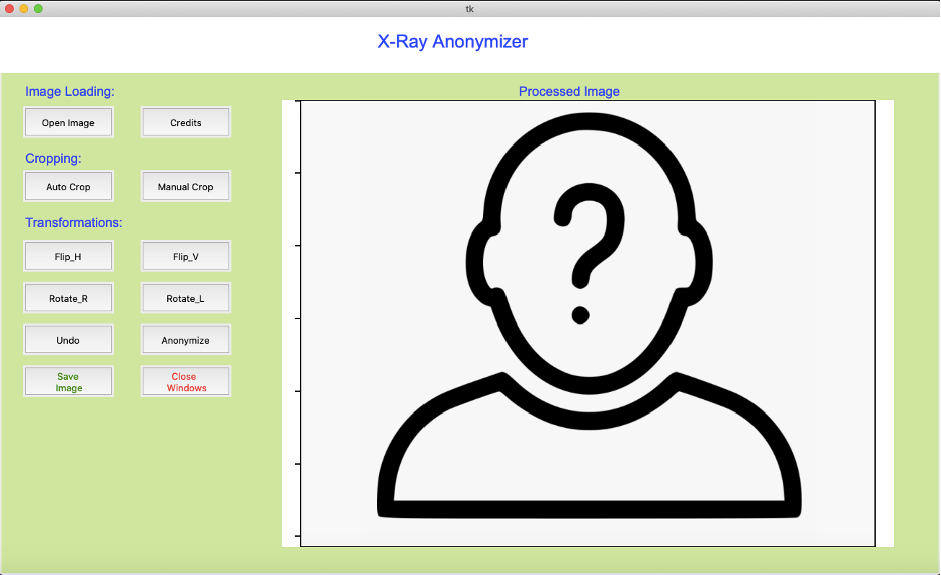 tk
X-Ray Anonymizer
Image Loading:
Processed Image
Open Image
Credits
Cropping:
Auto Crop
Manual Crop
Transformations:
Flip_H
Flip_V
Rotate_R
Rotate_L
Undo
Anonymize
Save
Image
Close
Windows
?